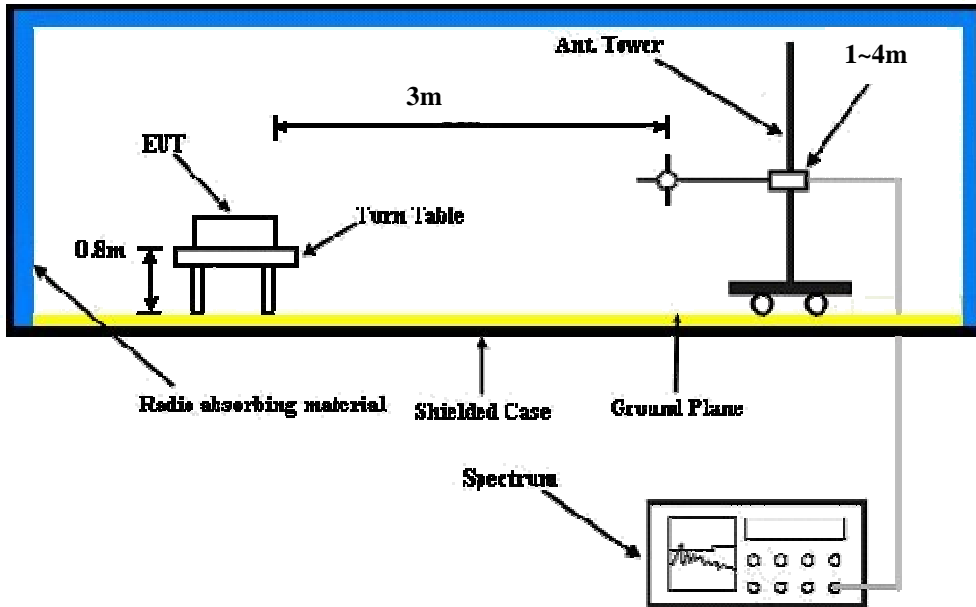 Ant. Tower
1~4m
3m
EUT
Turn Table
0.8m
Radio absorbing material
Shielded Case
Ground Plane
Spectrum